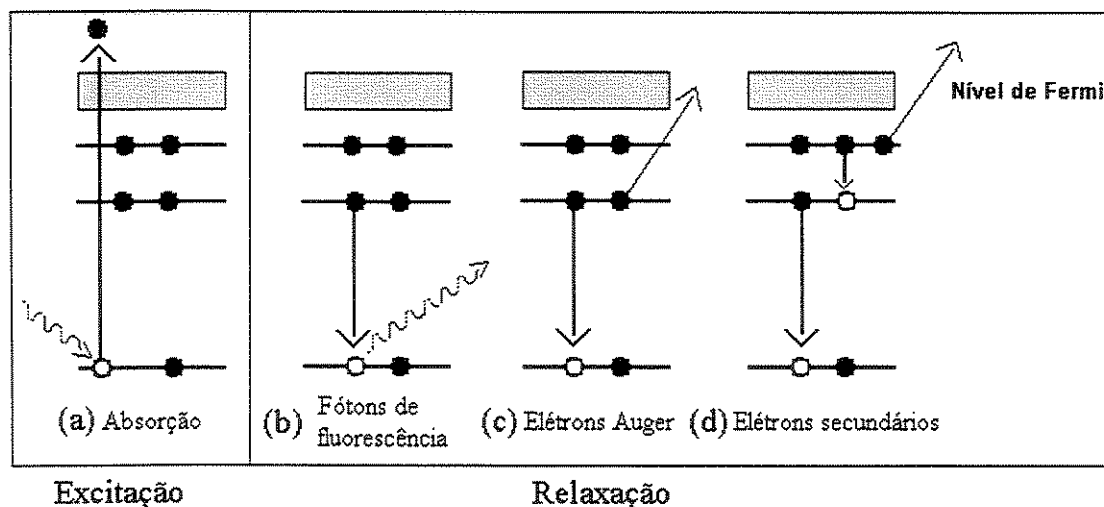 Nível de Fermi
(a) Absorção
(b) Fótons de
fluorescência
(c) Elétrons Auger
(d) Elétrons secundários
Excitação
Relaxação